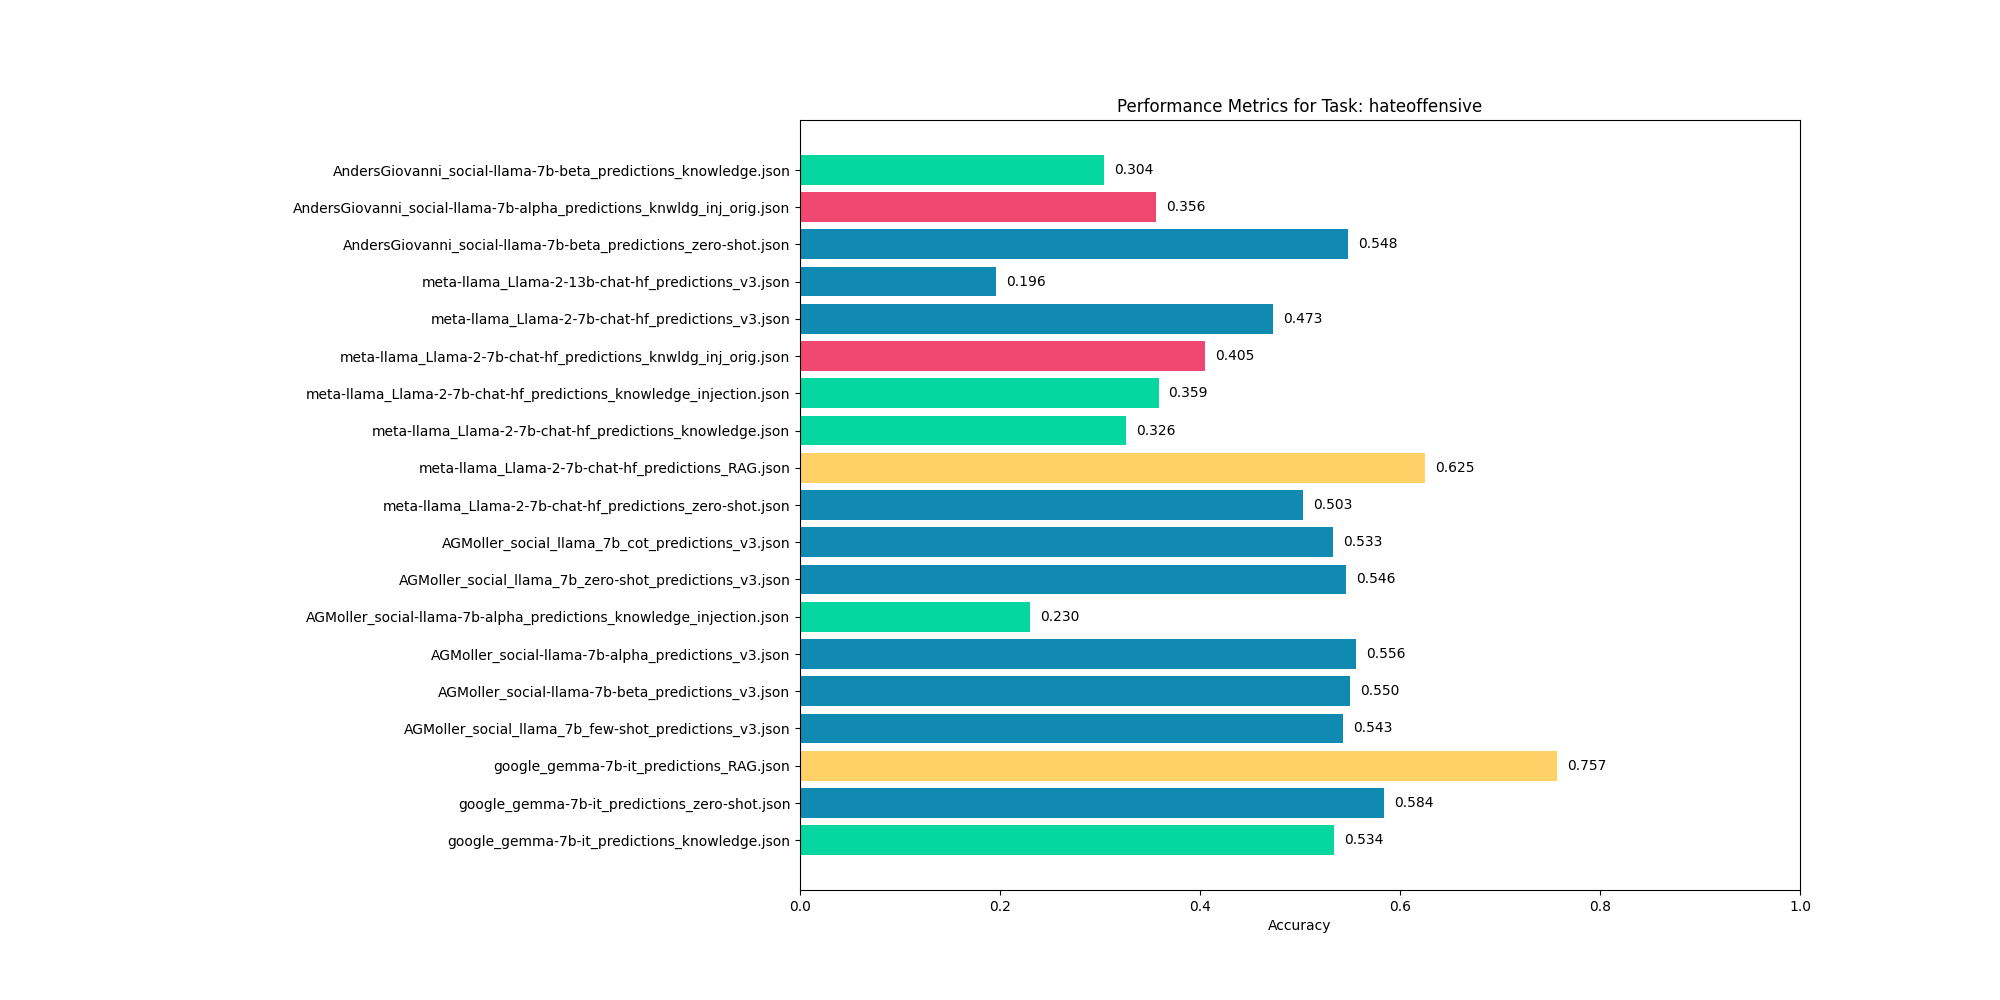 Performance Metrics for Task: hateoffensive
AndersGiovanni_social-llama-7b-beta_predictions_knowledge.json 0.304
AndersGiovanni_social-llama-7b-alpha_predictions_knwldg_inj_orig.json 0.356
AndersGiovanni_social-llama-7b-beta_predictions_zero-shot.json 0.548
meta-llama_Llama-2-13b-chat-hf_predictions_v3.json 0.196
meta-llama_Llama-2-7b-chat-hf_predictions_v3.json 0.473
meta-llama_Llama-2-7b-chat-hf_predictions_knwldg_inj_orig.json 0.405
meta-llama_Llama-2-7b-chat-hf_predictions_knowledge_injection.json 0.359
meta-llama_Llama-2-7b-chat-hf_predictions_knowledge.json 0.326
meta-llama_Llama-2-7b-chat-hf_predictions_RAG.json 0.625
meta-llama_Llama-2-7b-chat-hf_predictions_zero-shot.json 0.503
AGMoller_social_llama_7b_cot_predictions_v3.json 0.533
AGMoller_social_llama_7b_zero-shot_predictions_v3.json 0.546
AGMoller_social-llama-7b-alpha_predictions_knowledge_injection.json 0.230
AGMoller_social-llama-7b-alpha_predictions_v3.json 0.556
AGMoller_social-llama-7b-beta_predictions_v3.json 0.550
AGMoller_social_llama_7b_few-shot_predictions_v3.json 0.543
google_gemma-7b-it_predictions_RAG.json 0.757
google_gemma-7b-it_predictions_zero-shot.json 0.584
google_gemma-7b-it_predictions_knowledge.json 0.534
0.0 0.2 0.4 0.6 0.8 1.0
Accuracy